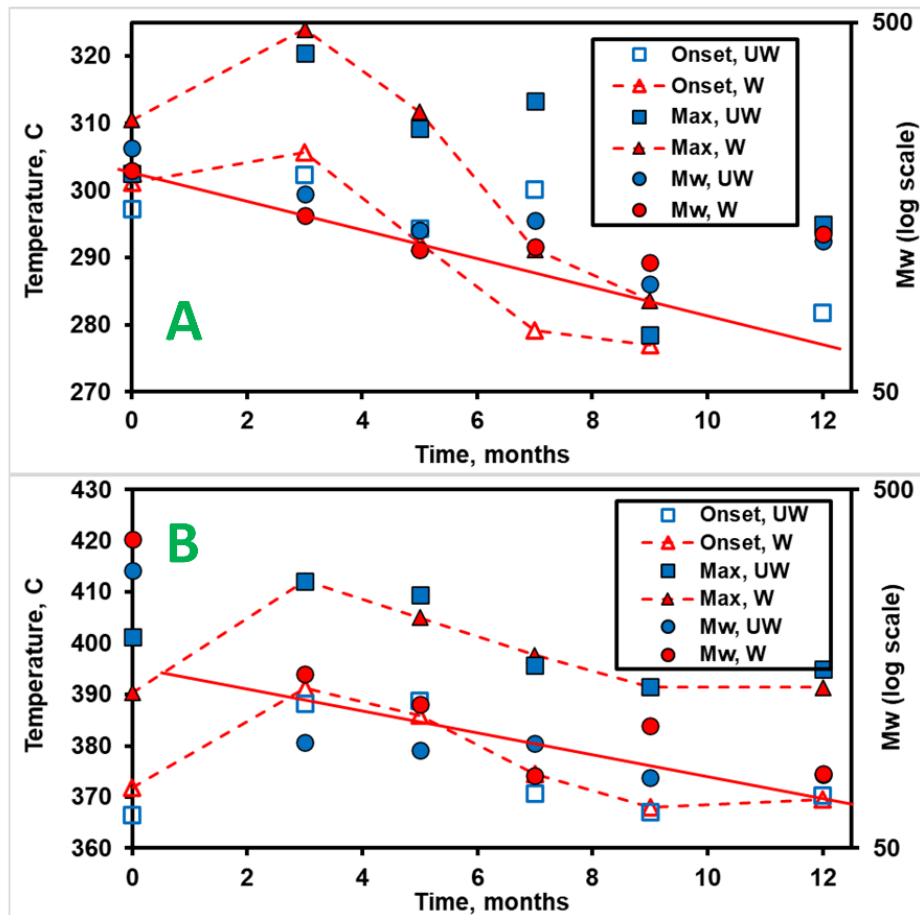 500
320
310
300
290
280
270
Temperature, C
Onset, UW
Onset, W
Max, UW
Max, W
Mw, UW
Mw, W
A
Mw (log scale)
50
0 2 4 6 8 10 12
Time, months
430
420
410
400
390
380
370
360
Temperature, C
B
Onset, UW
Onset, W
Max, UW
Max, W
Mw, UW
Mw, W
500
Mw (log scale)
50
0 2 4 6 8 10 12
Time, months